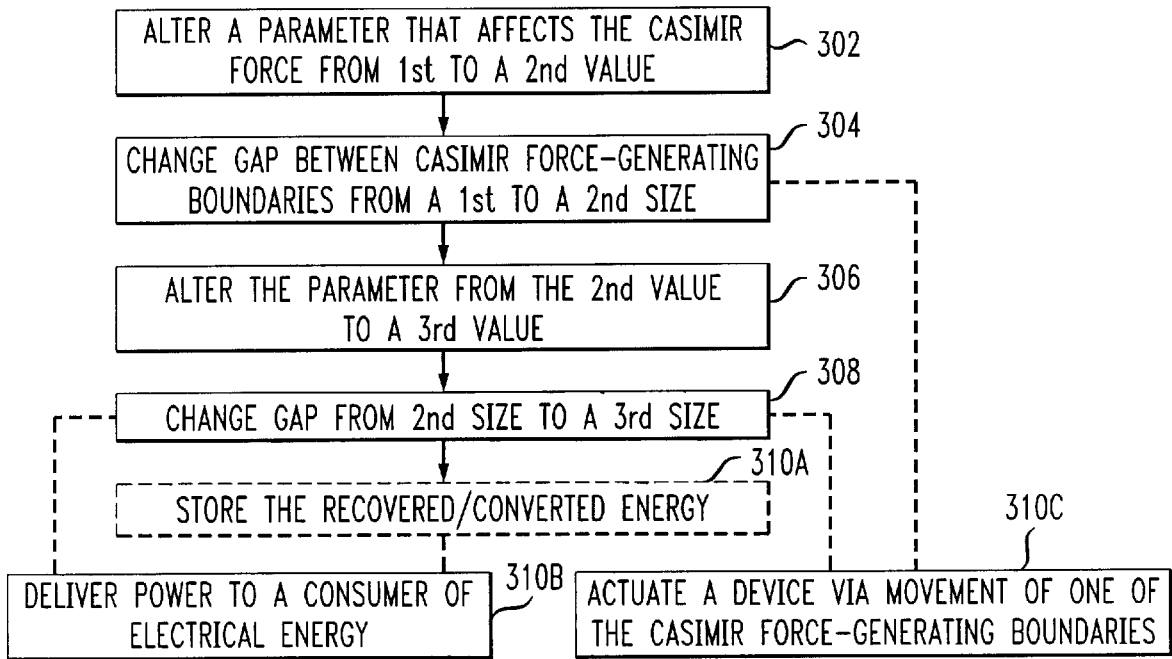 ALTER A PARAMETER THAT AFFECTS THE CASIMIR
FORCE FROM 1st TO A 2nd VALUE
302
304
CHANGE GAP BETWEEN CASIMIR FORCE-GENERATING
BOUNDARIES FROM A 1st TO A 2nd SIZE
306
ALTER THE PARAMETER FROM THE 2nd VALUE
TO A 3rd VALUE
308
CHANGE GAP FROM 2nd SIZE TO A 3rd SIZE
310A
STORE THE RECOVERED/CONVERTED ENERGY
310C
DELIVER POWER TO A CONSUMER OF
ELECTRICAL ENERGY
310B
ACTUATE A DEVICE VIA MOVEMENT OF ONE OF
THE CASIMIR FORCE-GENERATING BOUNDARIES